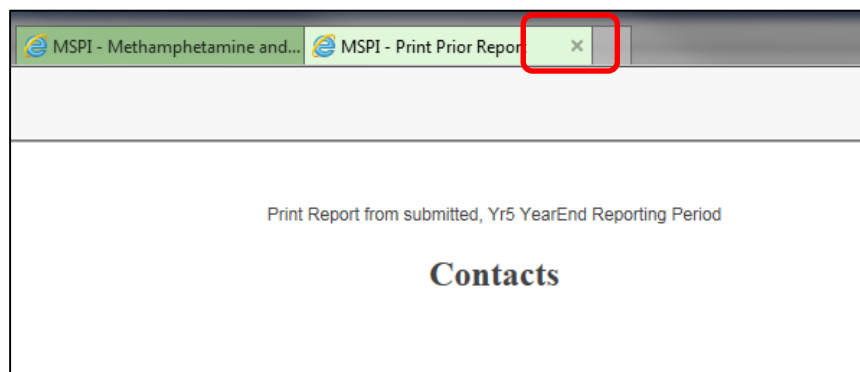 MSPI - Methamphetamine and... MSPI - Print Prior Report
Print Report from submitted, Yr5 YearEnd Reporting Period
Contacts